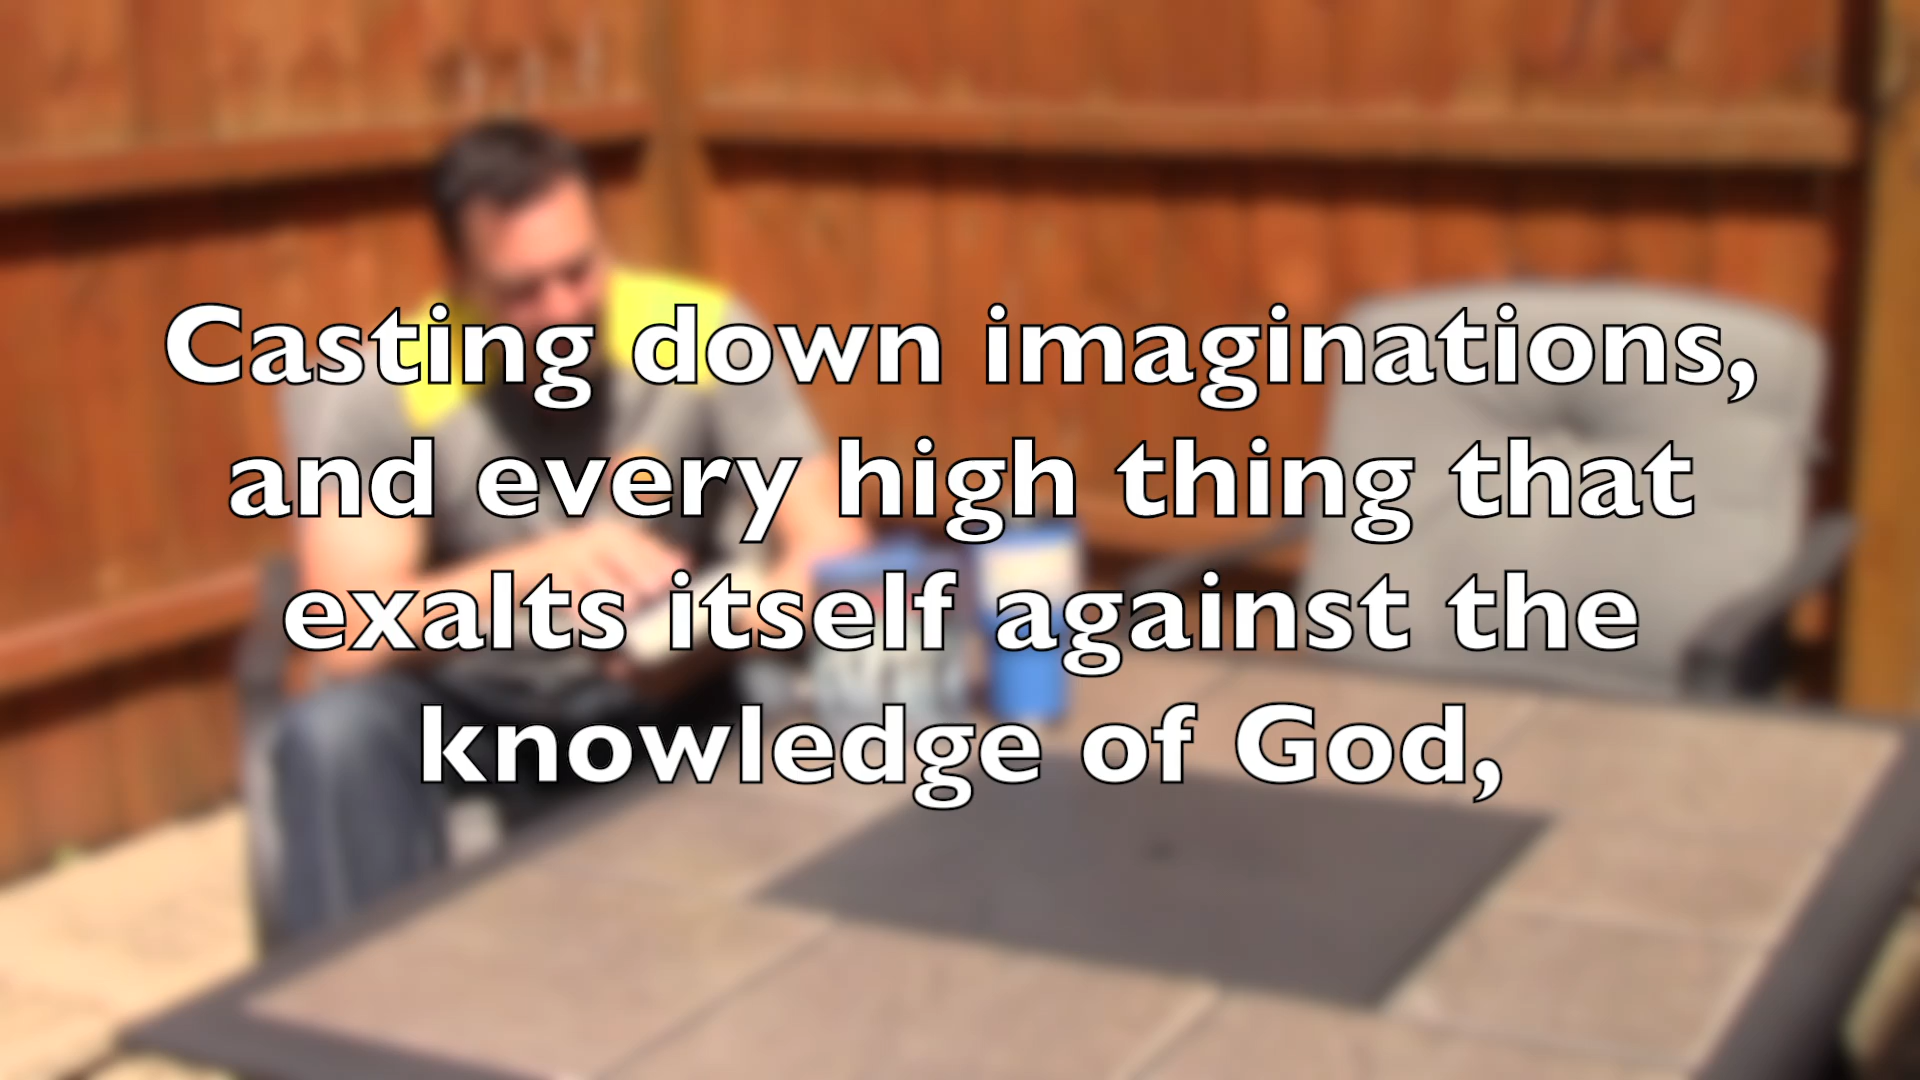 Casting down imaginations,
and every high thing that
exalts itself against the
knowledge of God,